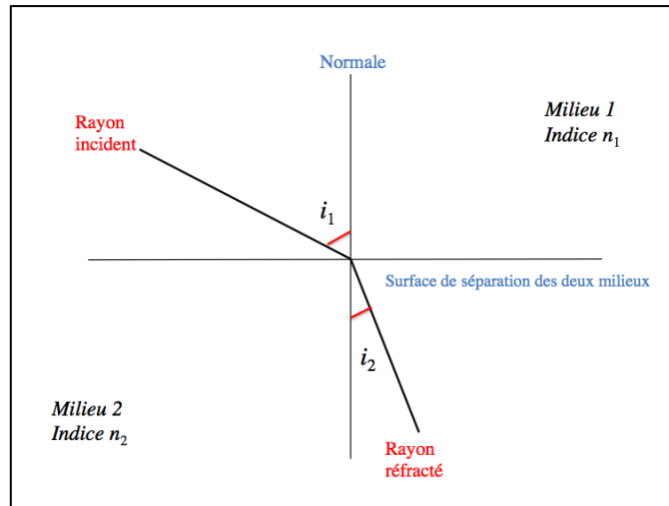 Normale
Milieu 1
Indice n₁
Rayon
incident
i₁
Surface de séparation des deux milieux
i₂
Milieu 2
Indice n₂
Rayon
réfracté